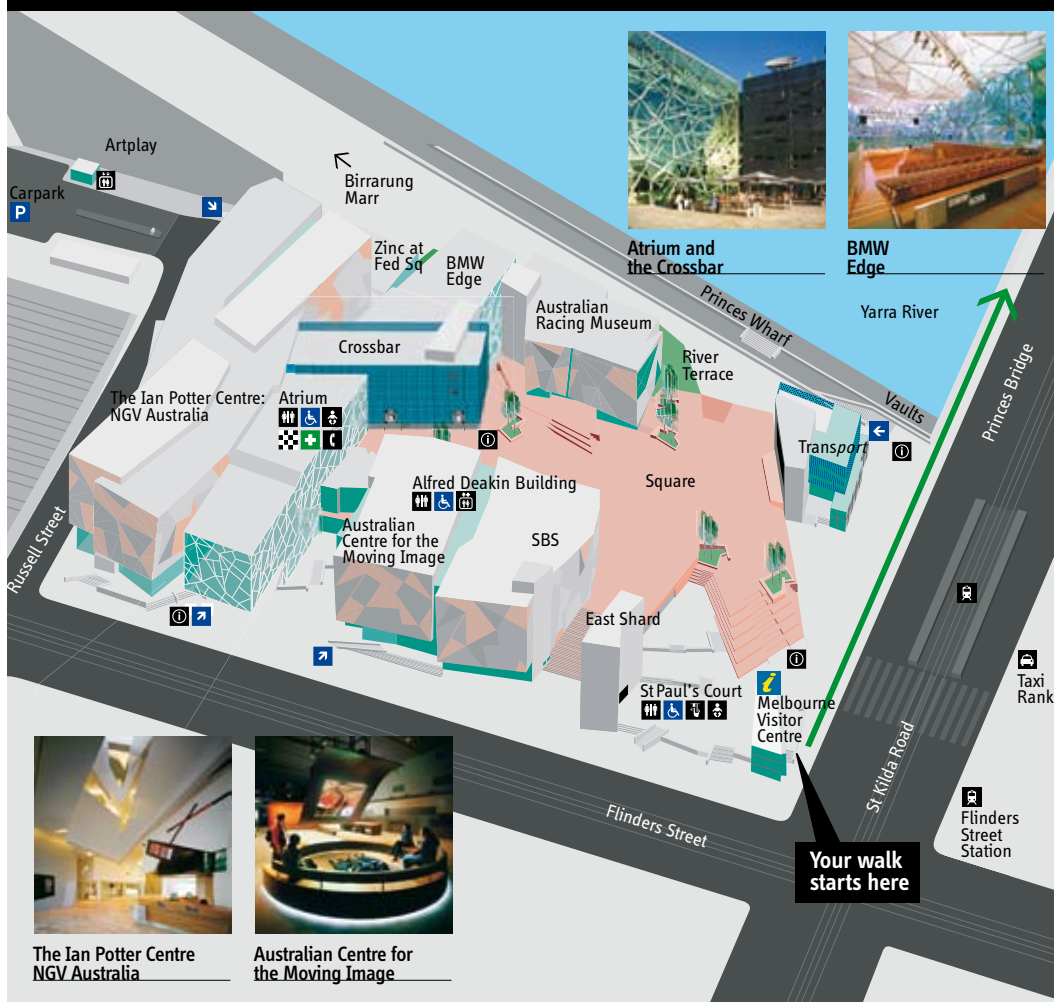 Artplay
Carpark
P
Birrarung
Marr
Zinc at
Fed Sq
BMW
Edge
Australian
Racing Museum
Atrium and
the Crossbar
BMW
Edge
Yarra River
Princes Wharf
Princes Bridge
River
Terrace
Vaults
Crossbar
The Ian Potter Centre:
NGV Australia
Atrium
i
Transport
i
Square
Alfred Deakin Building
Australian
Centre for the
Moving Image
SBS
Russell Street
i
East Shard
i
St Paul's Court
i
Melbourne
Visitor
Centre
Taxi
Rank
St Kilda Road
Flinders Street
Flinders
Street
Station
Your walk
starts here
The Ian Potter Centre
NGV Australia
Australian Centre for
the Moving Image